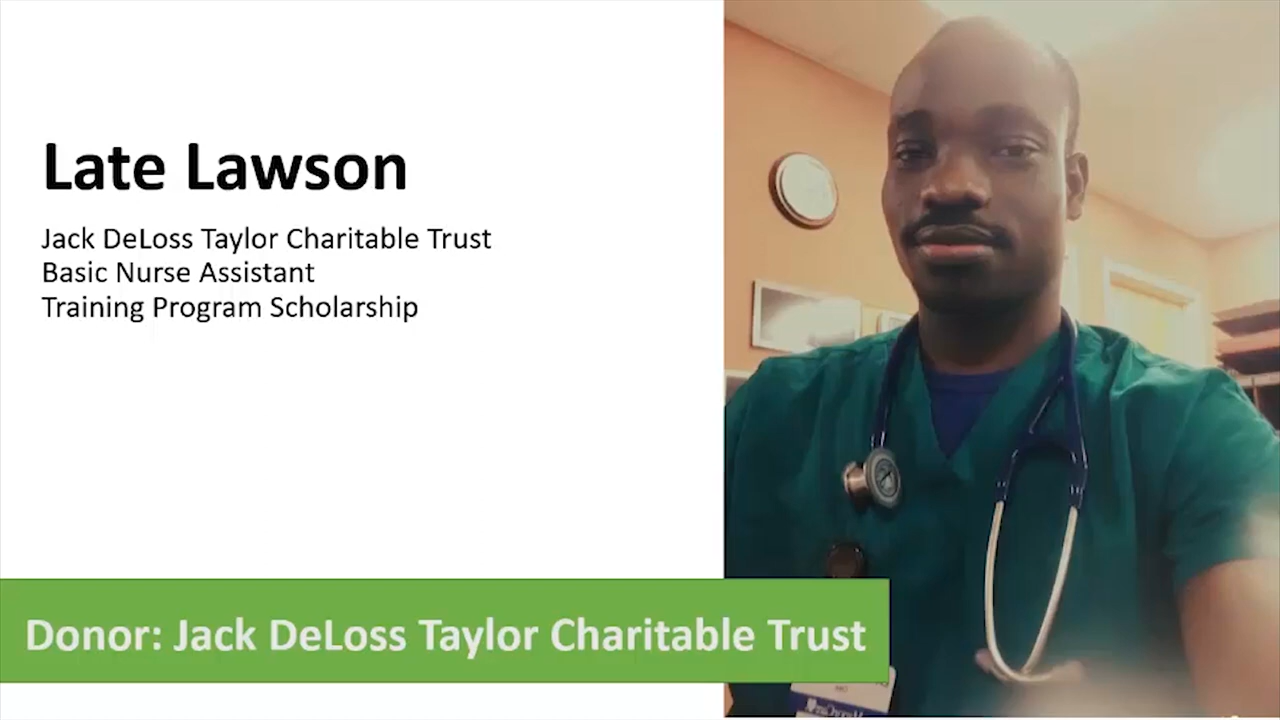 Late Lawson
Jack DeLoss Taylor Charitable Trust
Basic Nurse Assistant
Training Program Scholarship
Donor: Jack DeLoss Taylor Charitable Trust